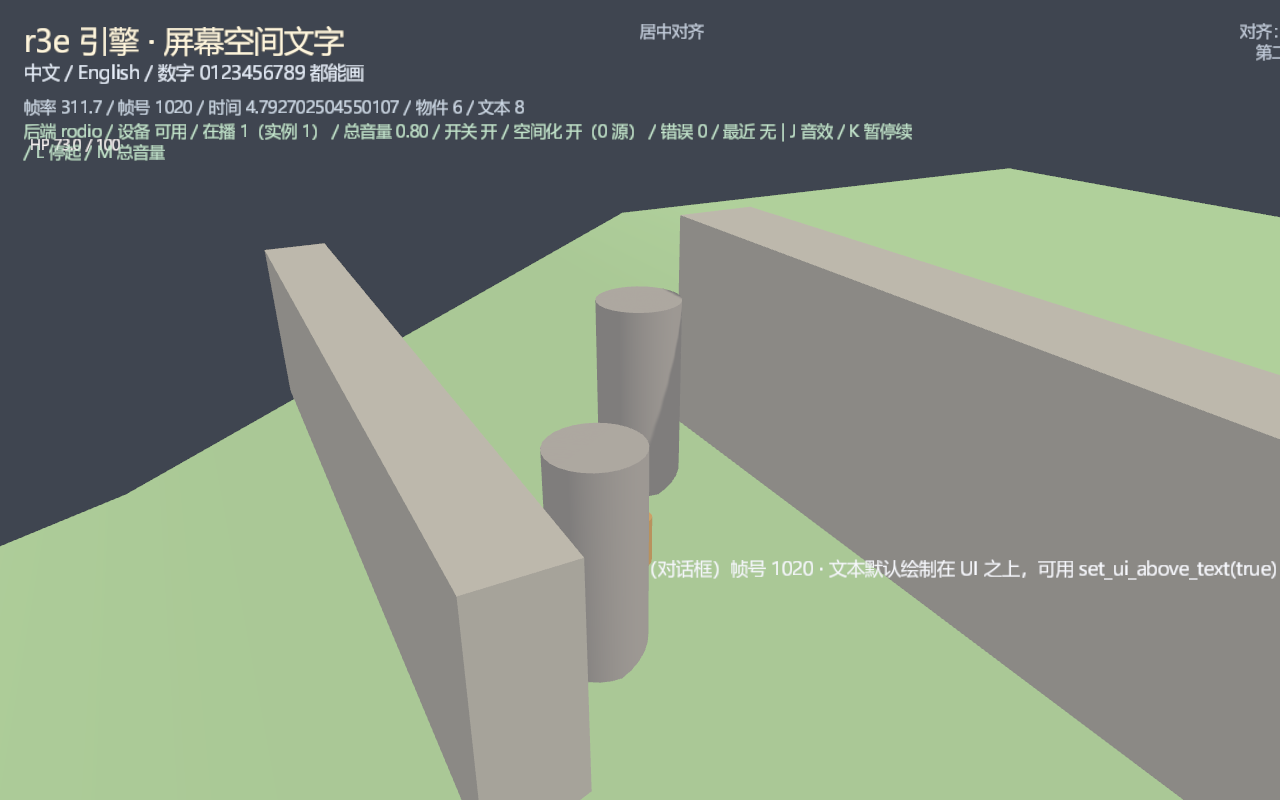 r3e 引擎 · 屏幕空间文字
居中对齐
对齐:
第二
中文 / English / 数字 0123456789 都能画
帧率 311.7 / 帧号 1020 / 时间 4.792702504550107 / 物件 6 / 文本 8
后端 rodio / 设备 可用 / 在播 1（实例 1） / 总音量 0.80 / 开关 开 / 空间化 开（0 源） / 错误 0 / 最近 无 | J 音效 / K 暂停续
HP 730 / 100
/ L 停起 / M 总音量
(对话框）帧号 1020 · 文本默认绘制在 UI 之上，可用 set_ui_above_text(true)